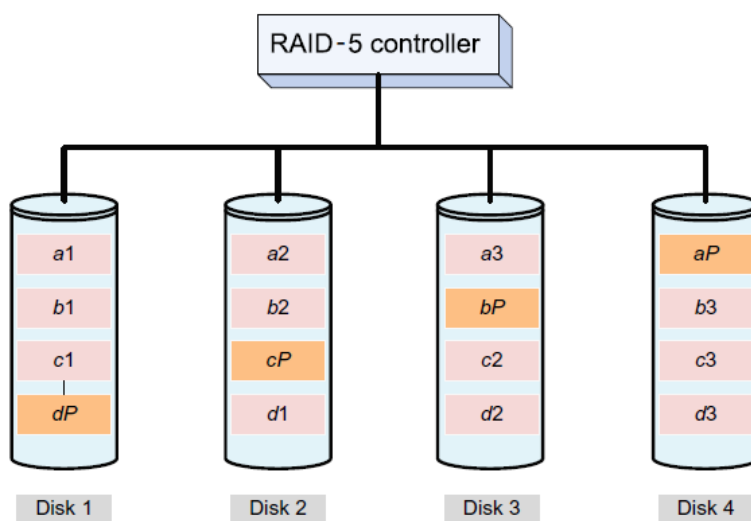 RAID-5 controller
a1 a2 a3 aP
b1 b2 bP b3
c1 cP c2 c3
dP d1 d2 d3
Disk 1 Disk 2 Disk 3 Disk 4